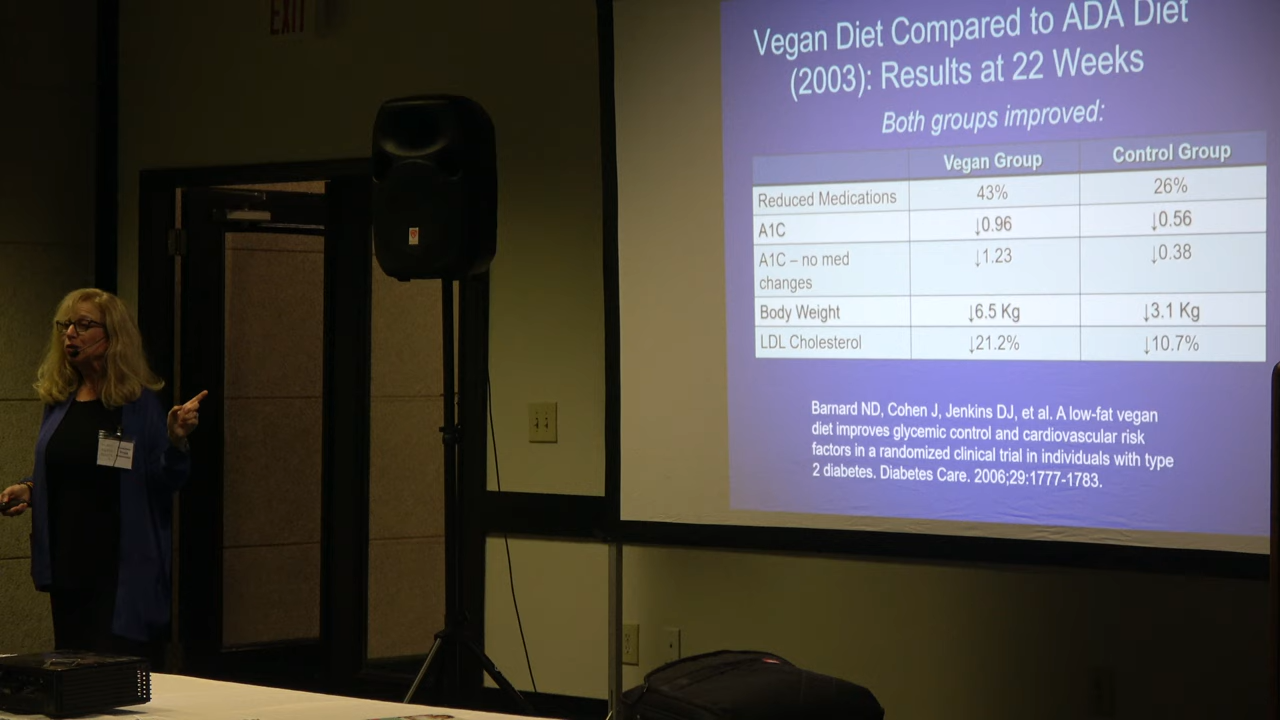 EXIT
Vegan Diet Compared to ADA Diet
(2003): Results at 22 Weeks
Both groups improved:
Vegan Group Control Group
Reduced Medications 43% 26%
A1C ↓0.96 ↓0.56
A1C – no med
changes ↓1.23 ↓0.38
Body Weight ↓6.5 Kg ↓3.1 Kg
LDL Cholesterol ↓21.2% ↓10.7%
Barnard ND, Cohen J, Jenkins DJ, et al. A low-fat vegan
diet improves glycemic control and cardiovascular risk
factors in a randomized clinical trial in individuals with type
2 diabetes. Diabetes Care. 2006;29:1777-1783.